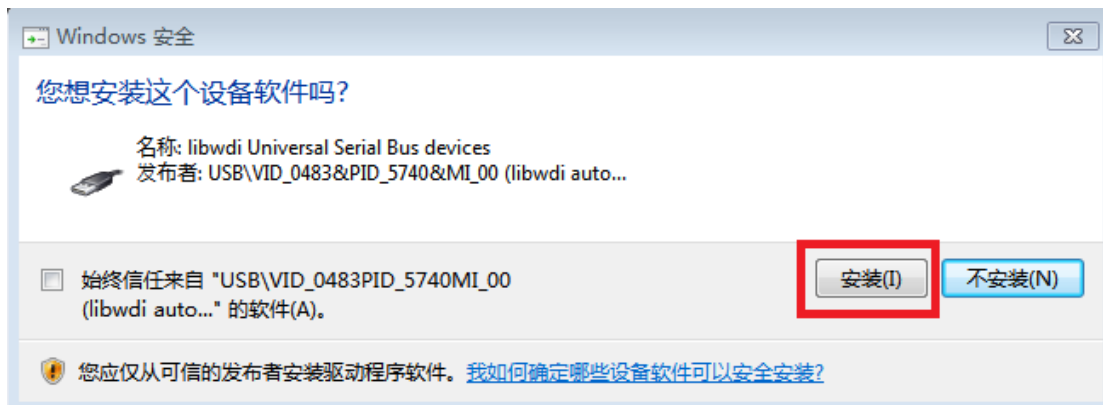 Windows 安全
您想安装这个设备软件吗?
名称: libwdi Universal Serial Bus devices
发布者: USB\VID_0483&PID_5740&MI_00 (libwdi auto...
始终信任来自 "USB\VID_0483PID_5740MI_00
(libwdi auto..." 的软件(A)。
安装(I)
不安装(N)
您应仅从可信的发布者安装驱动程序软件。我如何确定哪些设备软件可以安全安装?